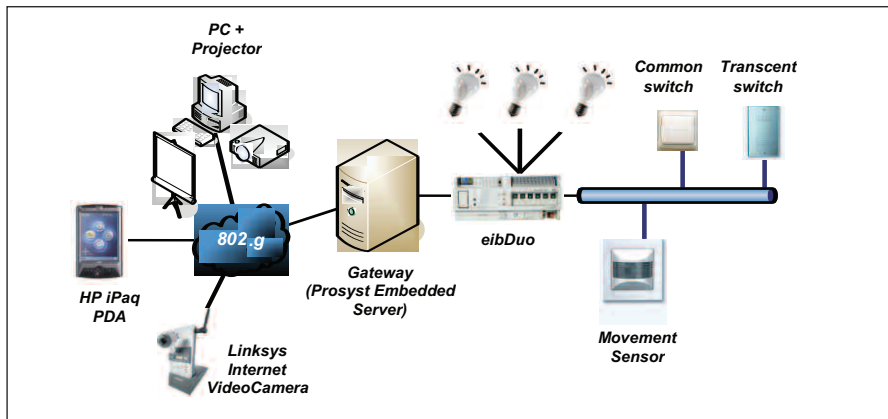 PC +
Projector
Common
switch
Transcent
switch
802.g
eibDuo
HP iPaq
PDA
Gateway
(Prosyst Embedded
Server)
Linksys
Internet
VideoCamera
Movement
Sensor